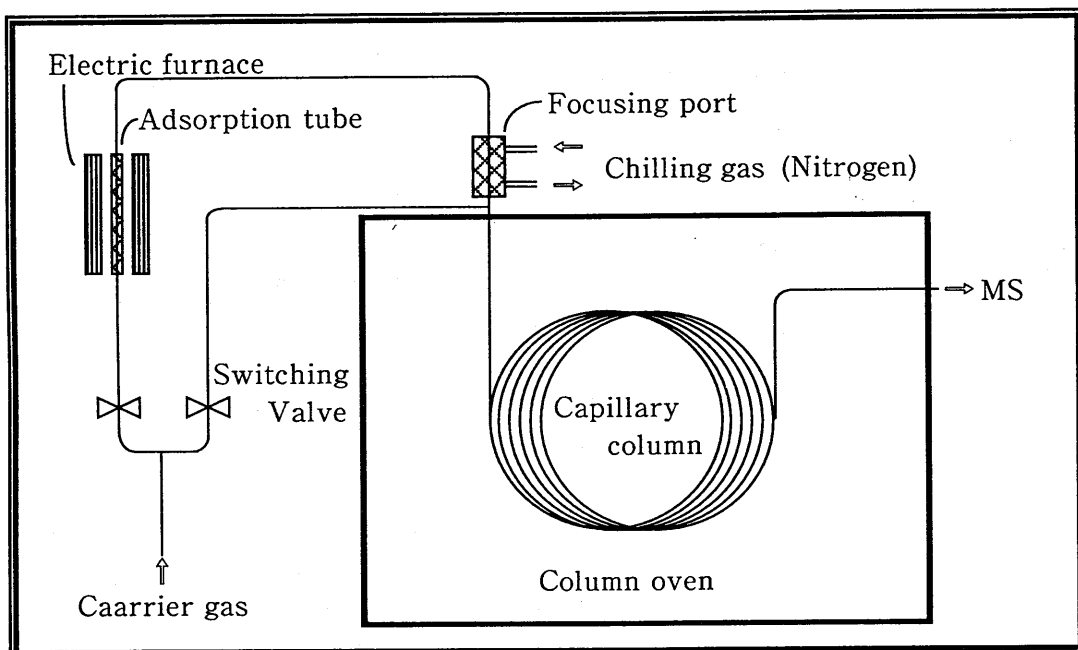 Electric furnace
Adsorption tube
Focusing port
Chilling gas (Nitrogen)
MS
Switching
Valve
Capillary
column
Column oven
Caarrier gas